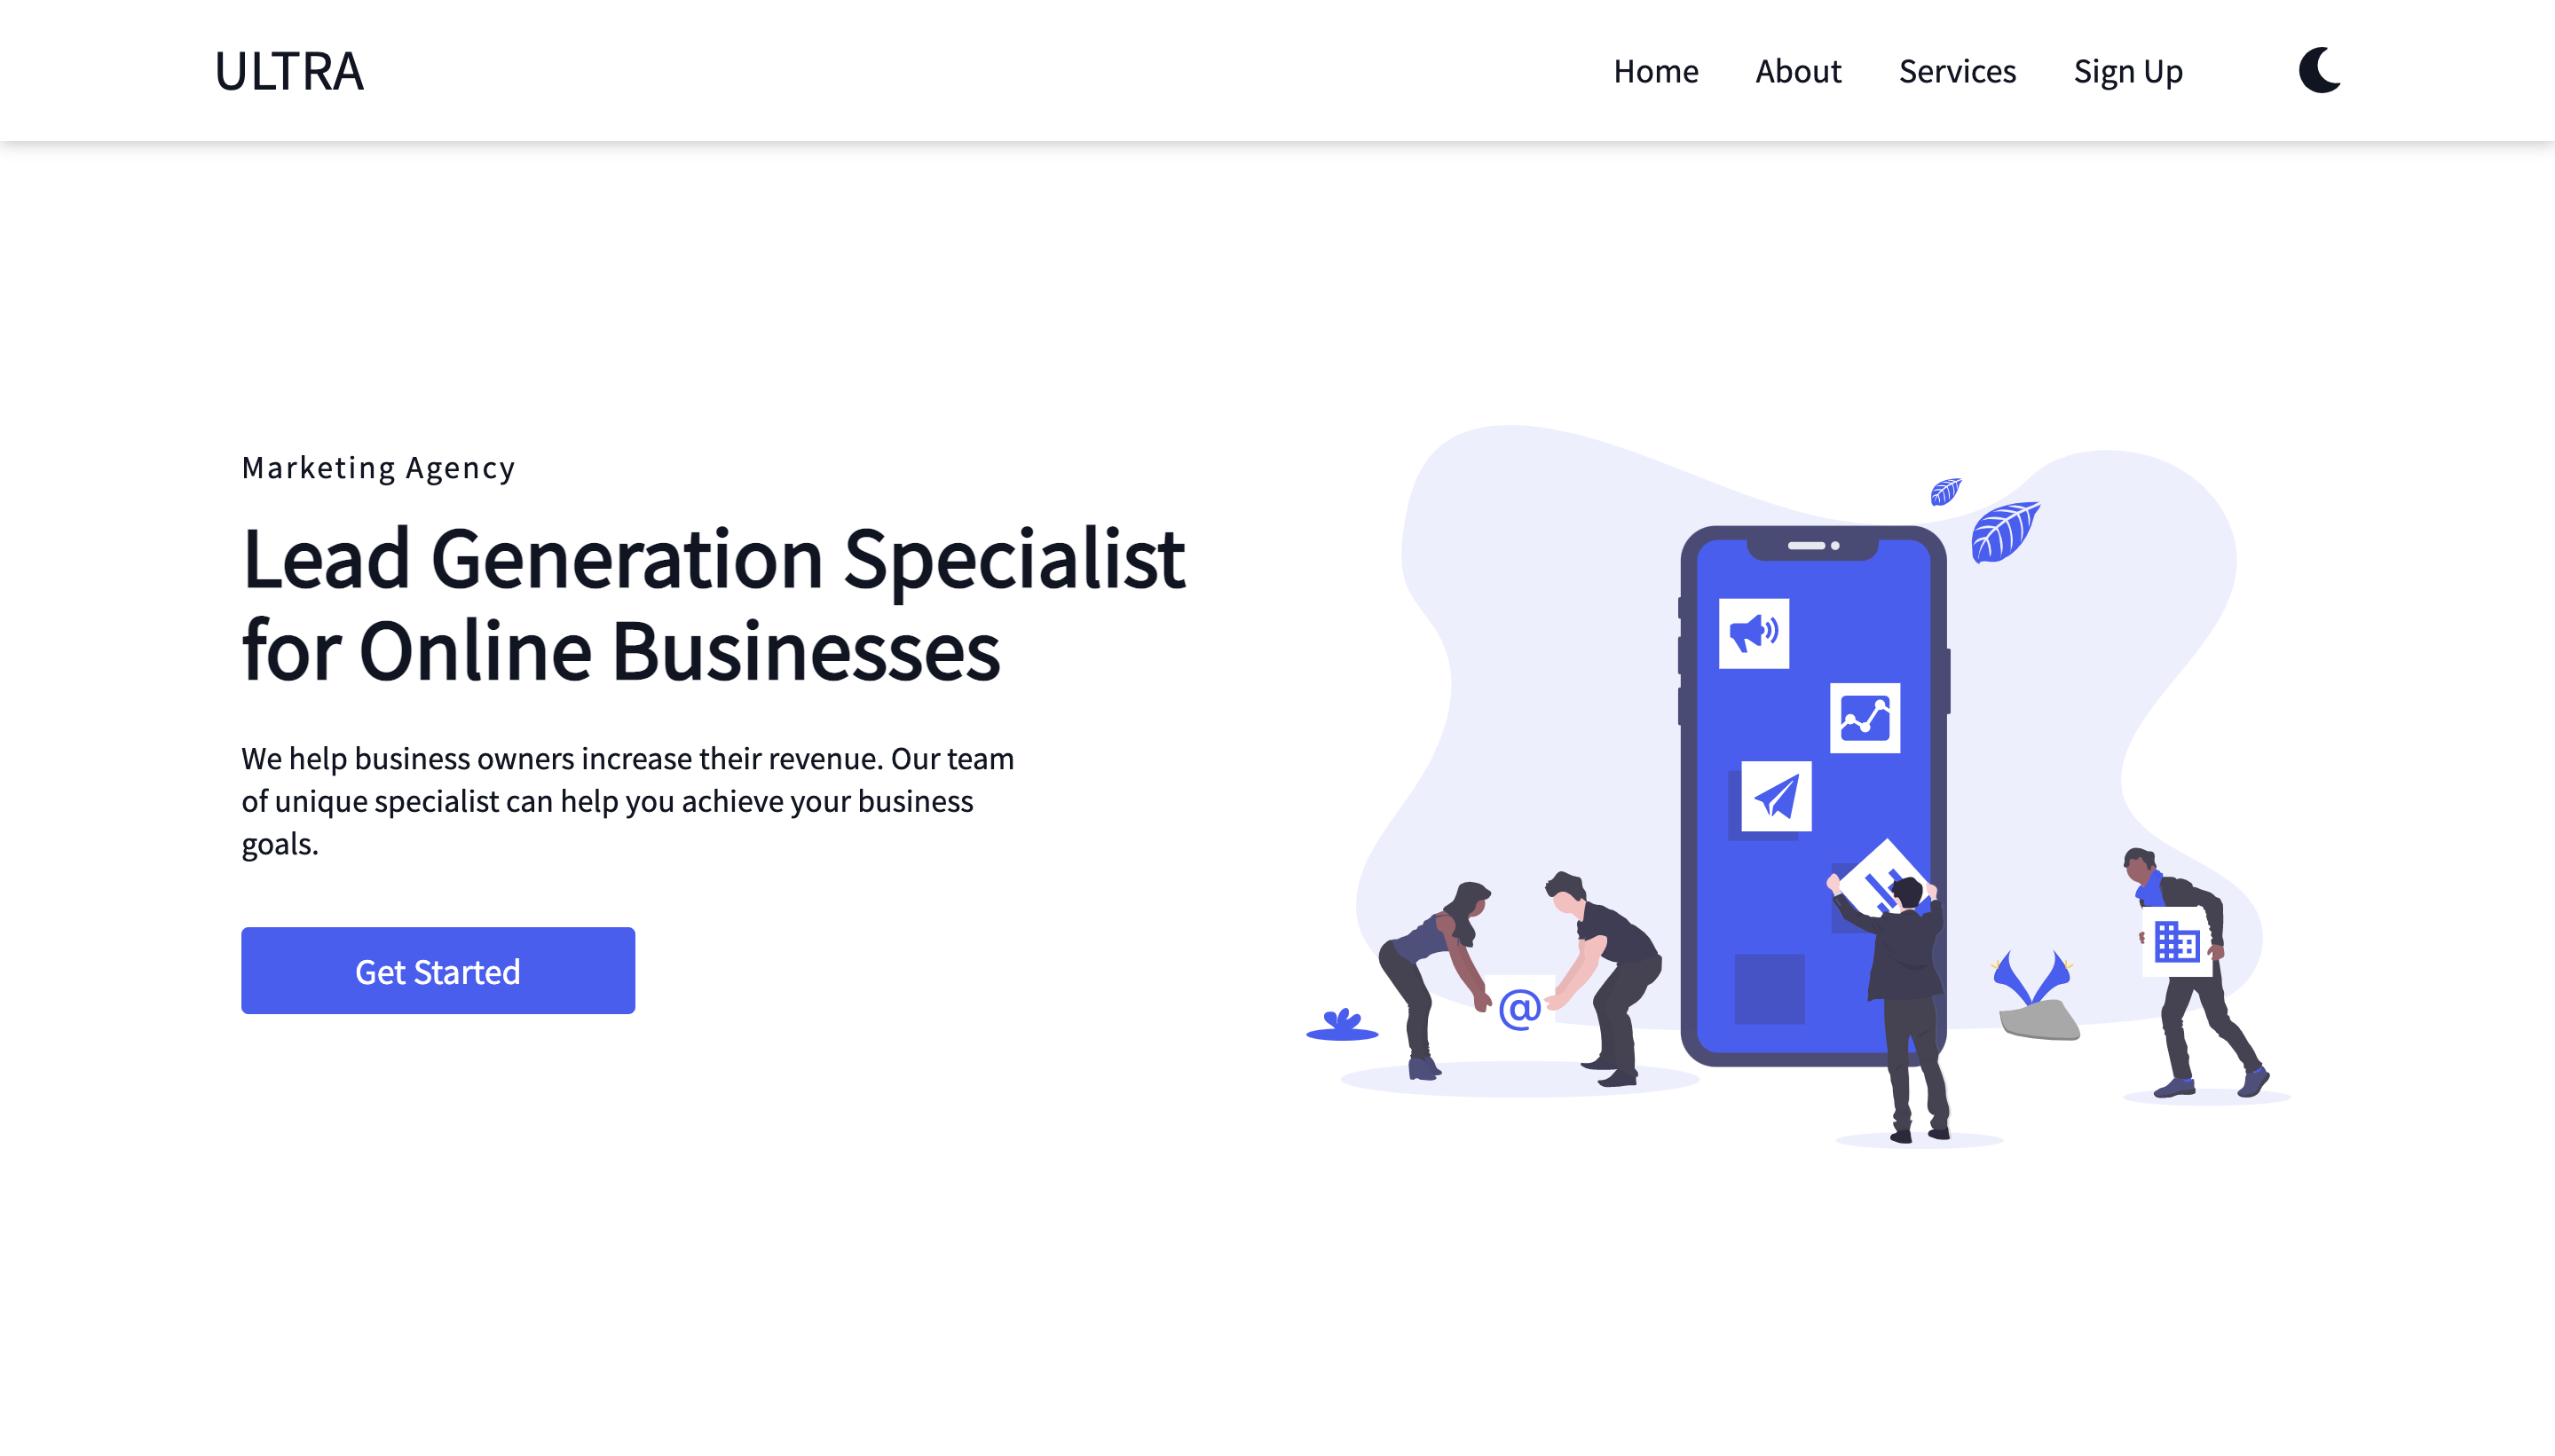 ULTRA
Home
About
Services
Sign Up
Marketing Agency
Lead Generation Specialist
for Online Businesses
We help business owners increase their revenue. Our team
of unique specialist can help you achieve your business
goals.
Get Started
@